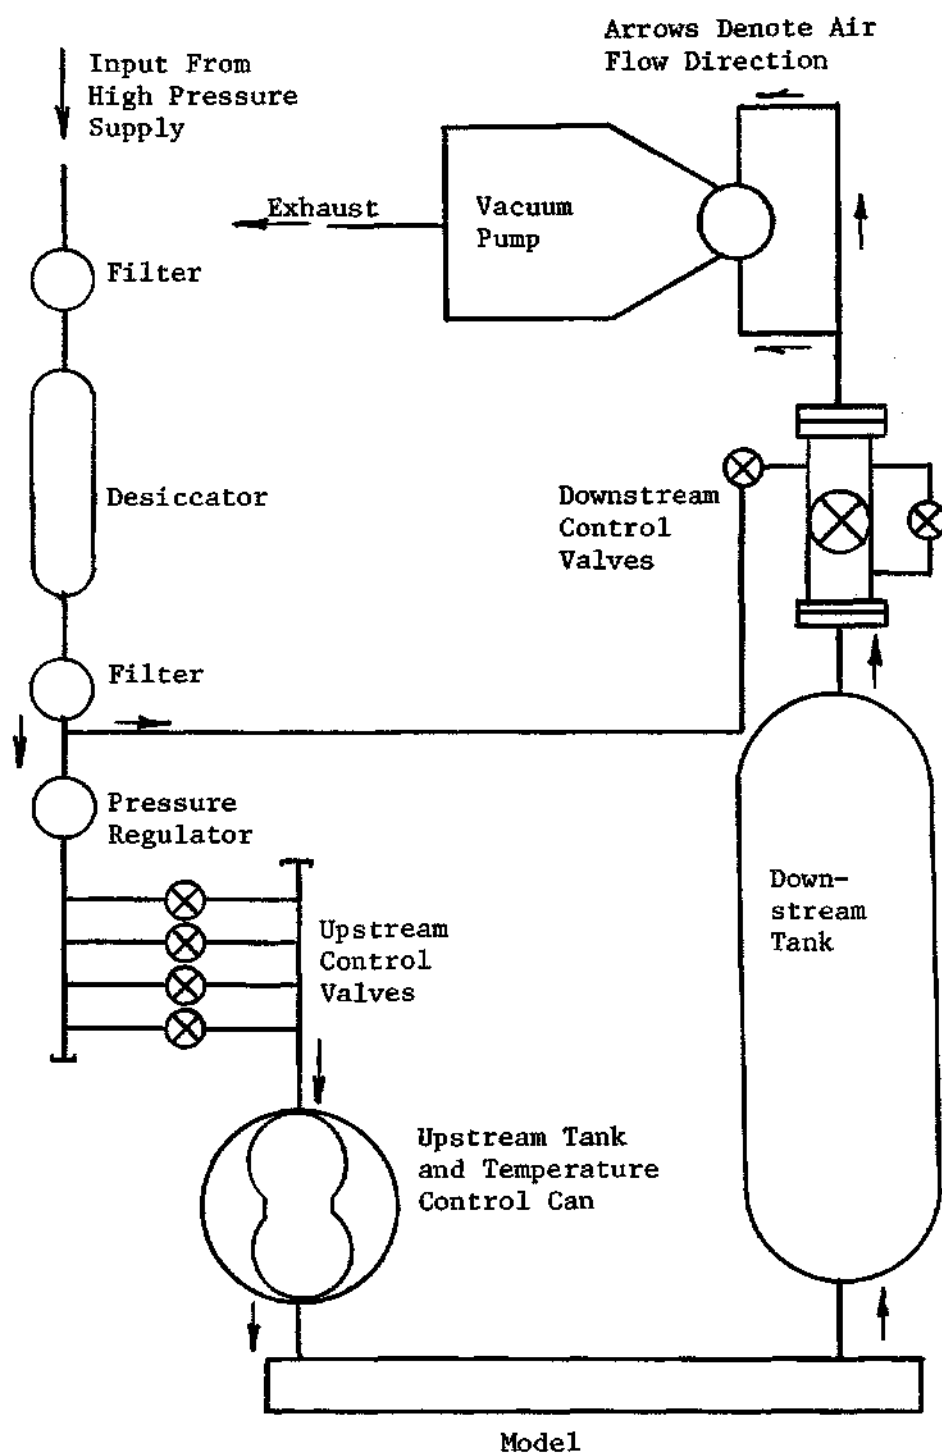 Arrows Denote Air
Flow Direction
Input From
High Pressure
Supply
Exhaust
Vacuum
Pump
Filter
Desiccator
Downstream
Control
Valves
Filter
Pressure
Regulator
Down-
stream
Tank
Upstream
Control
Valves
Upstream Tank
and Temperature
Control Can
Model